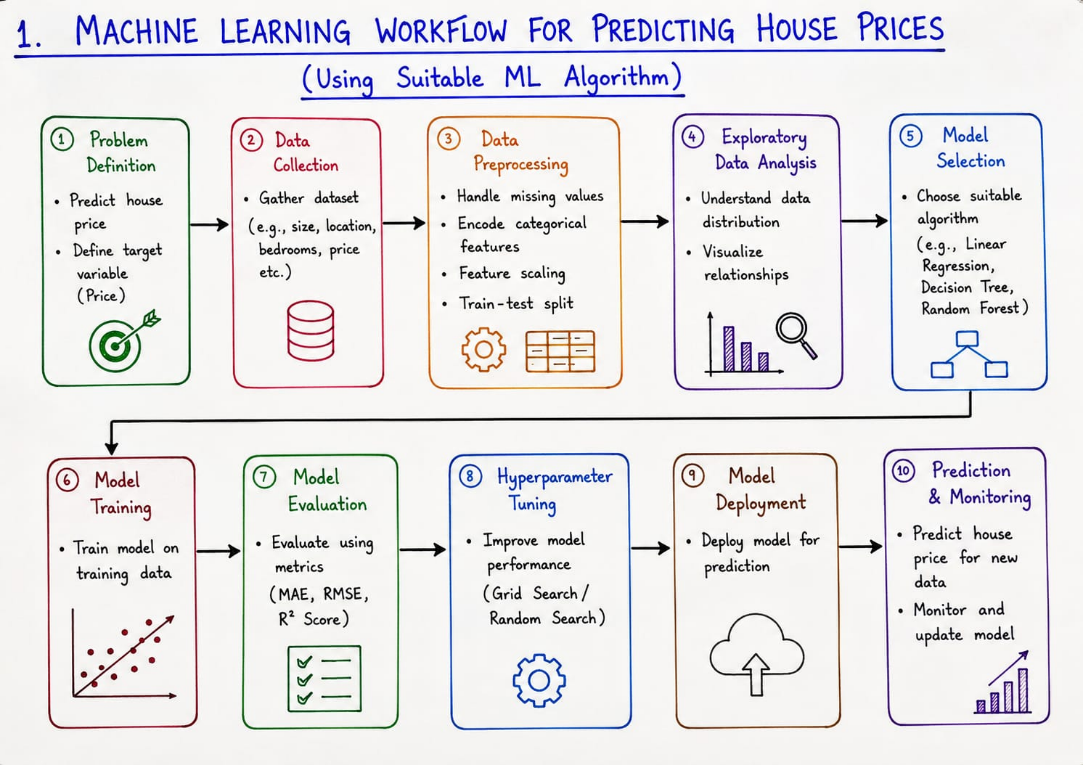 1. MACHINE LEARNING WORKFLOW FOR PREDICTING HOUSE PRICES
(Using Suitable ML Algorithm)
1 Problem
Definition
• Predict house
price
• Define target
variable
(Price)
2 Data
Collection
• Gather dataset
(e.g., size, location,
bedrooms, price
etc.)
3 Data
Preprocessing
• Handle missing values
• Encode categorical
features
• Feature scaling
• Train-test split
4 Exploratory
Data Analysis
• Understand data
distribution
• Visualize
relationships
5 Model
Selection
• Choose suitable
algorithm
(e.g., Linear
Regression,
Decision Tree,
Random Forest)
6 Model
Training
• Train model on
training data
7 Model
Evaluation
• Evaluate using
metrics
(MAE, RMSE,
R² Score)
8 Hyperparameter
Tuning
• Improve model
performance
(Grid Search/
Random Search)
9 Model
Deployment
• Deploy model for
prediction
10 Prediction
& Monitoring
• Predict house
price for new
data
• Monitor and
update model